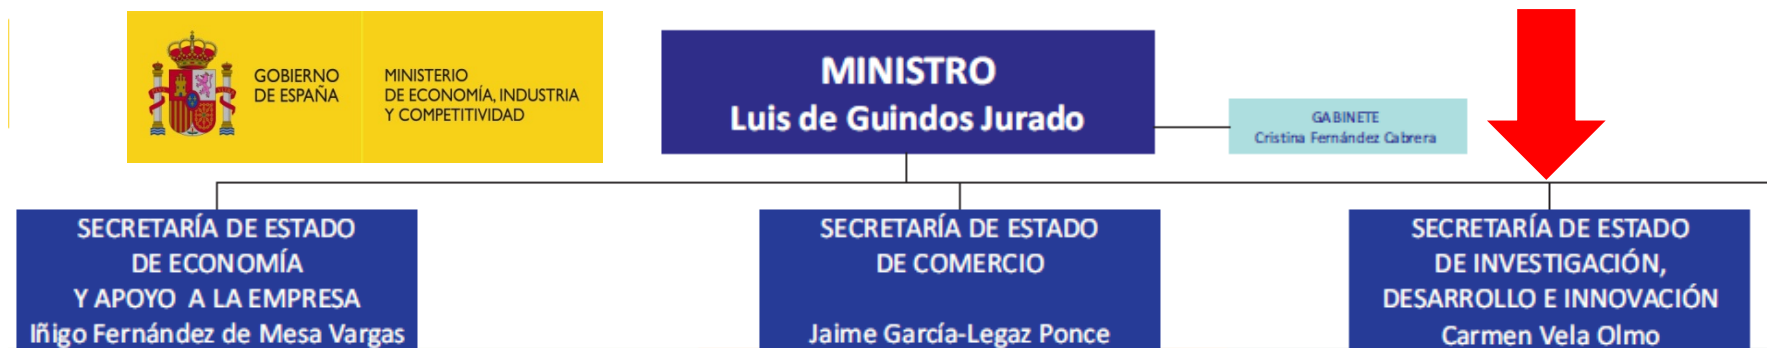 GOBIERNO
DE ESPAÑA
MINISTERIO
DE ECONOMÍA, INDUSTRIA
Y COMPETITIVIDAD
MINISTRO
Luis de Guindos Jurado
GABINETE
Cristina Fernández Cabrera
SECRETARÍA DE ESTADO
DE ECONOMÍA
Y APOYO A LA EMPRESA
Iñigo Fernández de Mesa Vargas
SECRETARÍA DE ESTADO
DE COMERCIO
Jaime García-Legaz Ponce
SECRETARÍA DE ESTADO
DE INVESTIGACIÓN,
DESARROLLO E INNOVACIÓN
Carmen Vela Olmo